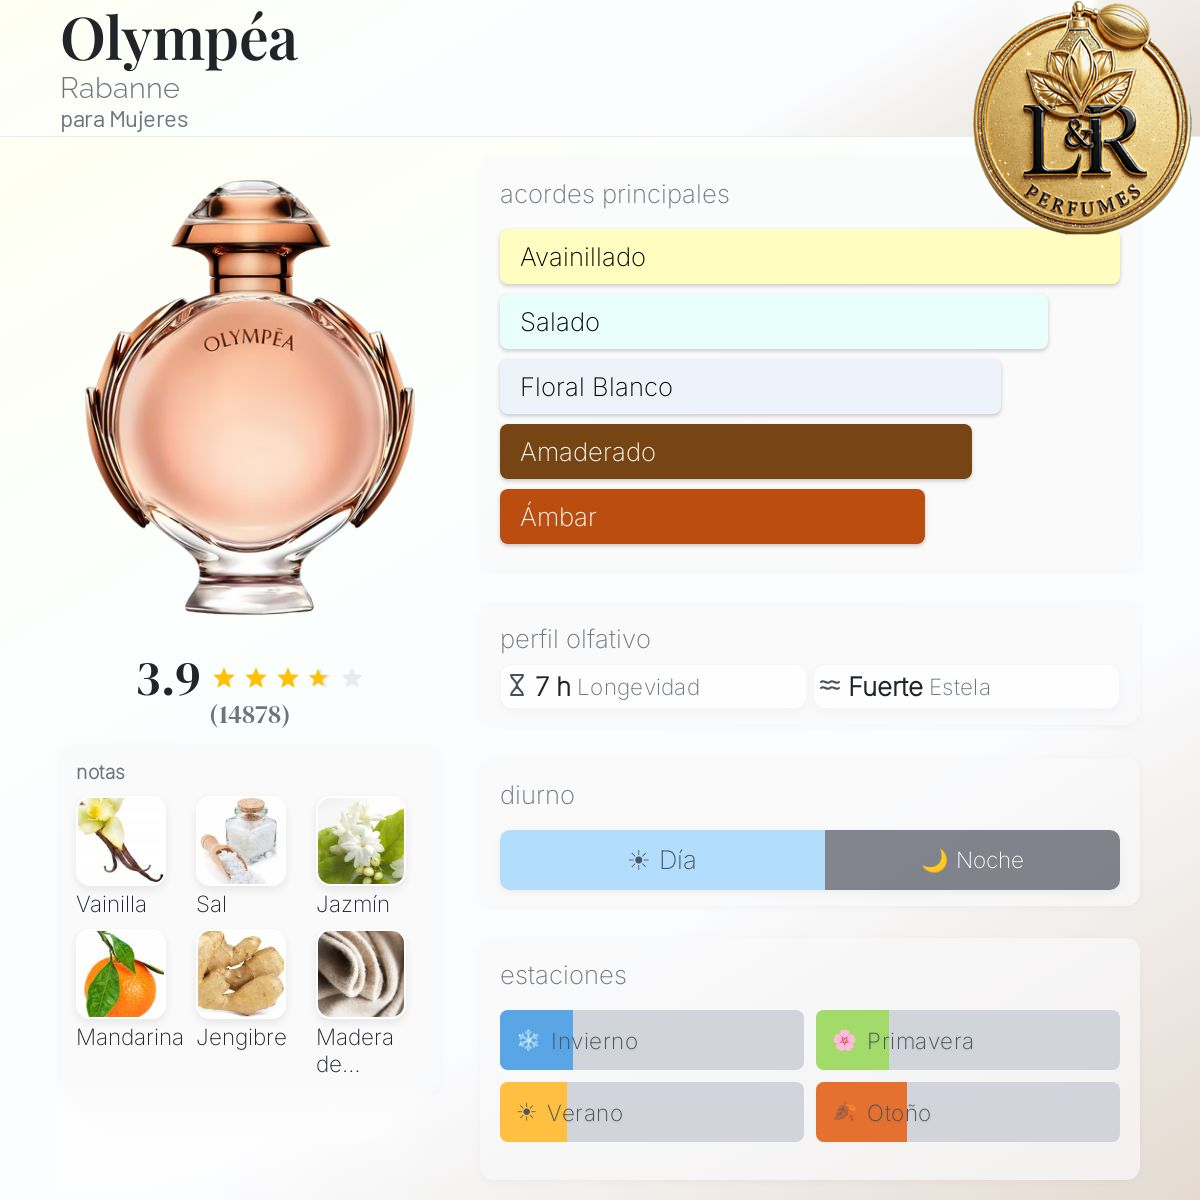 Olympéa
Rabanne
para Mujeres
L&R
PERFUMES
OLYMPĒA
3.9
(14878)
notas
Vainilla
Sal
Jazmín
Mandarina
Jengibre
Madera
de...
acordes principales
Avainillado
Salado
Floral Blanco
Amaderado
Ámbar
perfil olfativo
7 h Longevidad
Fuerte Estela
diurno
Día
Noche
estaciones
Invierno
Primavera
Verano
Otoño